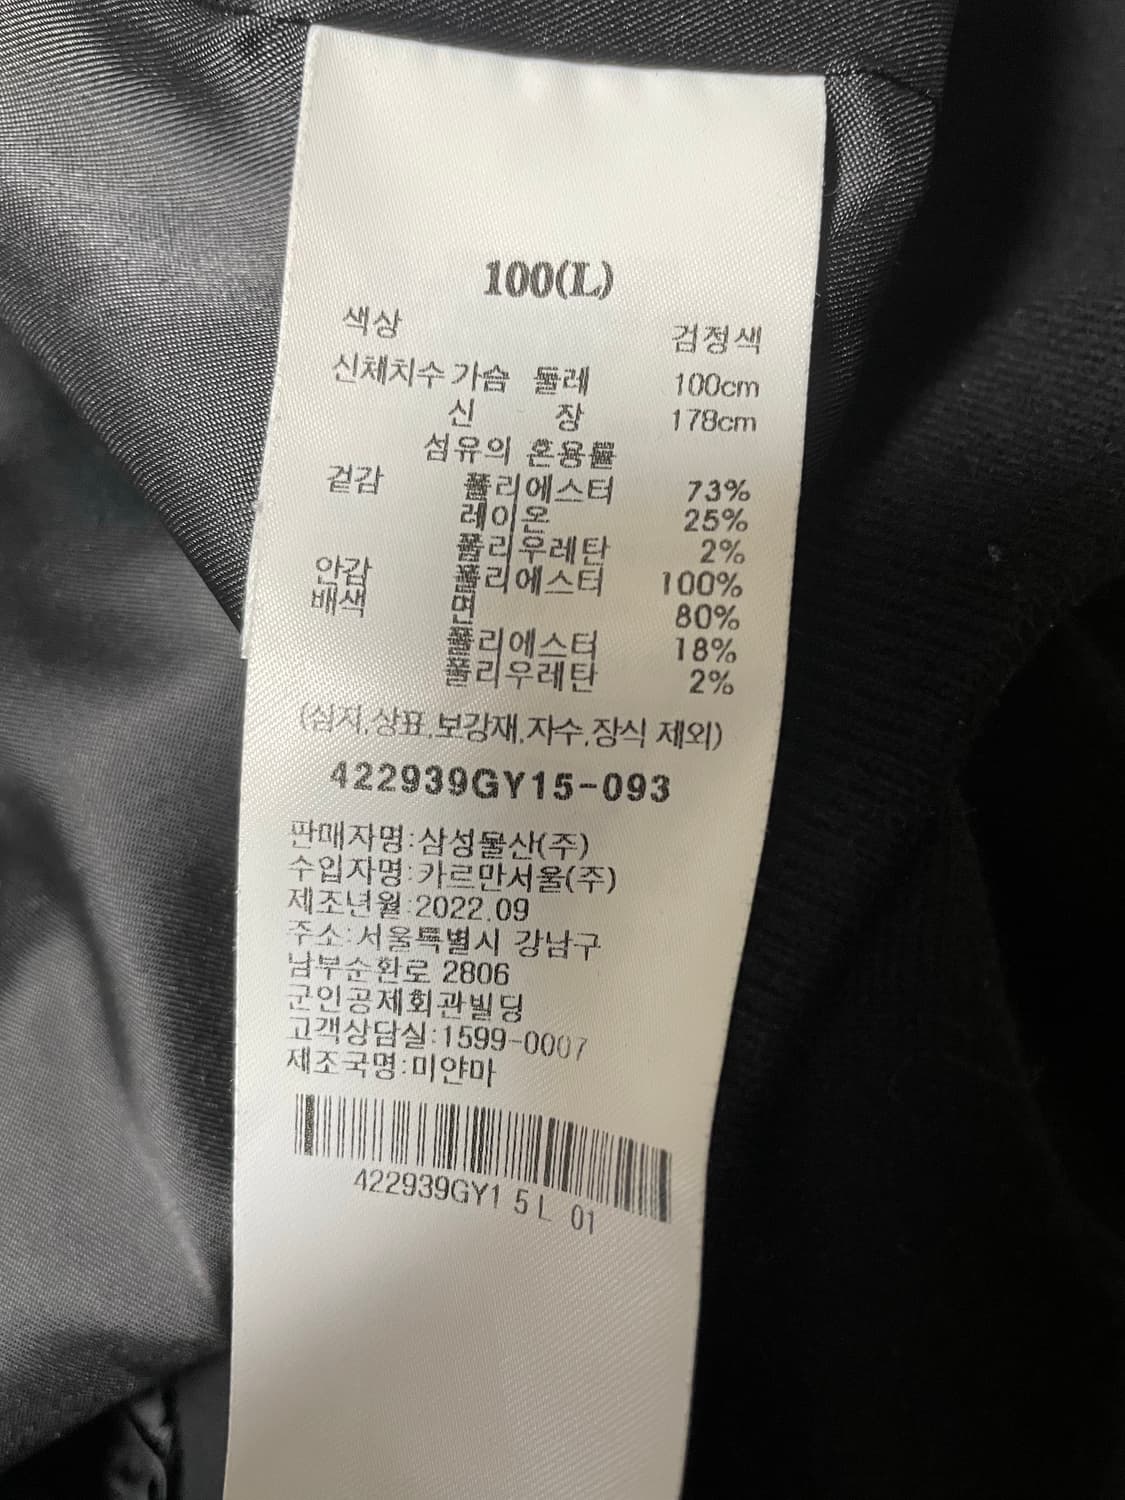 100(L)
색상 검정색
신체치수 가슴 둘레 100cm
신 장 178cm
섬유의 혼용률
겉감 폴리에스터 73%
레이온 25%
폴리우레탄 2%
안감 폴리에스터 100%
배색 면 80%
폴리에스터 18%
폴리우레탄 2%
(심지,상표,보강재,자수,장식 제외)
422939GY15-093
판매자명:삼성물산(주)
수입자명:카르만서울(주)
제조년월:2022.09
주소:서울특별시 강남구
남부순환로 2806
군인공제회관빌딩
고객상담실:1599-0007
제조국명:미얀마
422939GY1 5 L 01